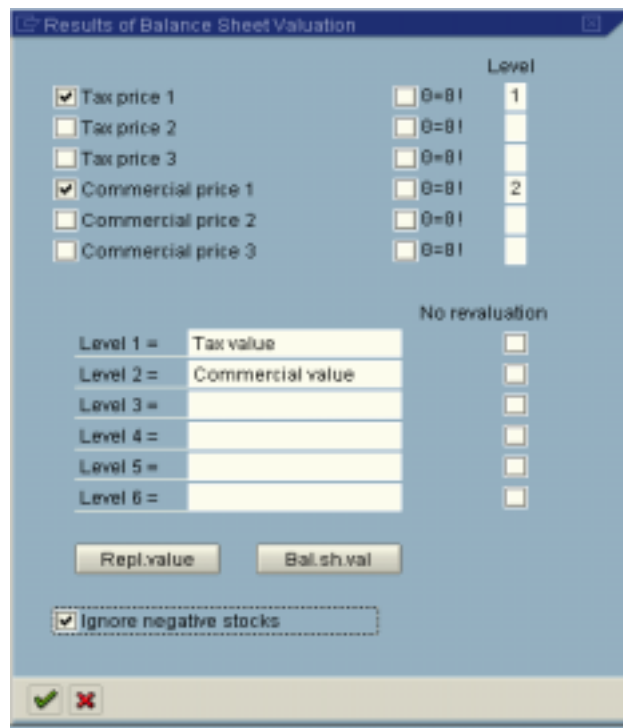 Results of Balance Sheet Valuation
Level
Tax price 1 0=0! 1
Tax price 2 0=0!
Tax price 3 0=0!
Commercial price 1 0=0! 2
Commercial price 2 0=0!
Commercial price 3 0=0!
No revaluation
Level 1 = Tax value
Level 2 = Commercial value
Level 3 =
Level 4 =
Level 5 =
Level 6 =
Repl.value Bal.sh.val
Ignore negative stocks